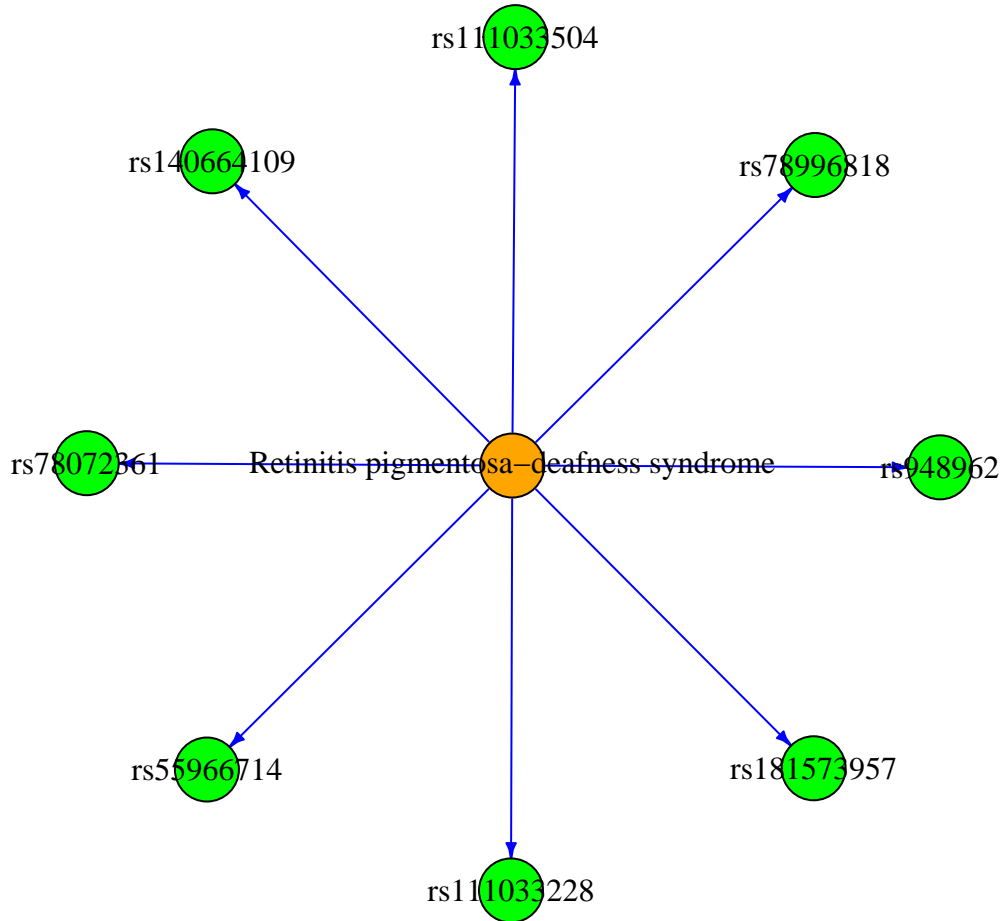 rs111033504
rs140664109
rs78996818
rs78072361
Retinitis pigmentosa−deafness syndrome
rs948962
rs55966714
rs181573957
rs111033228